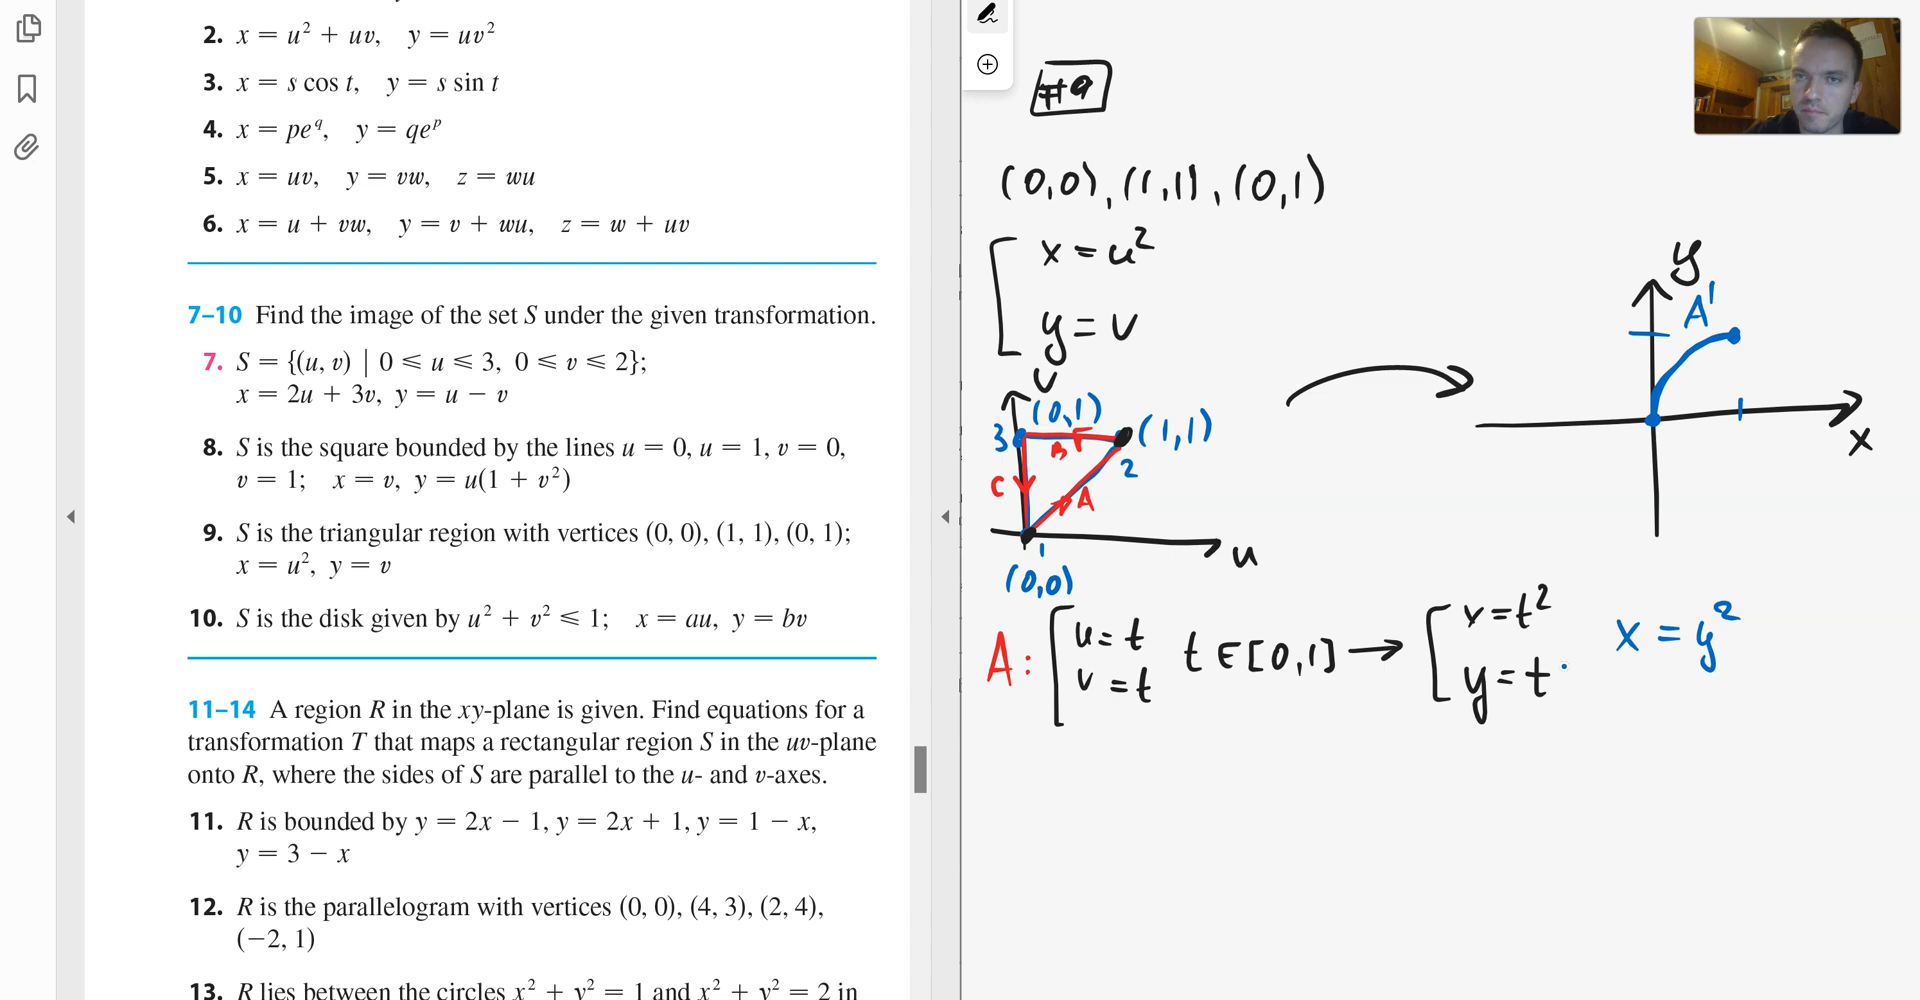 2. x = u² + uv, y = uv²
3. x = s cos t, y = s sin t
4. x = pe^q, y = qe^p
5. x = uv, y = vw, z = wu
6. x = u + vw, y = v + wu, z = w + uv
7–10 Find the image of the set S under the given transformation.
7. S = {(u, v) | 0 ⩽ u ⩽ 3, 0 ⩽ v ⩽ 2};
x = 2u + 3v, y = u − v
8. S is the square bounded by the lines u = 0, u = 1, v = 0,
v = 1; x = v, y = u(1 + v²)
9. S is the triangular region with vertices (0, 0), (1, 1), (0, 1);
x = u², y = v
10. S is the disk given by u² + v² ⩽ 1; x = au, y = bv
11–14 A region R in the xy-plane is given. Find equations for a
transformation T that maps a rectangular region S in the uv-plane
onto R, where the sides of S are parallel to the u- and v-axes.
11. R is bounded by y = 2x − 1, y = 2x + 1, y = 1 − x,
y = 3 − x
12. R is the parallelogram with vertices (0, 0), (4, 3), (2, 4),
(−2, 1)
13. R lies between the circles x² + y² = 1 and x² + y² = 2 in
#9
(0,0), (1,1), (0,1)
x = u²
y = v
v
(0,1)
3
(1,1)
B
2
C
A
1
u
(0,0)
y
A'
x
A: u = t t ∈ [0,1] → x = t² x = y²
v = t y = t